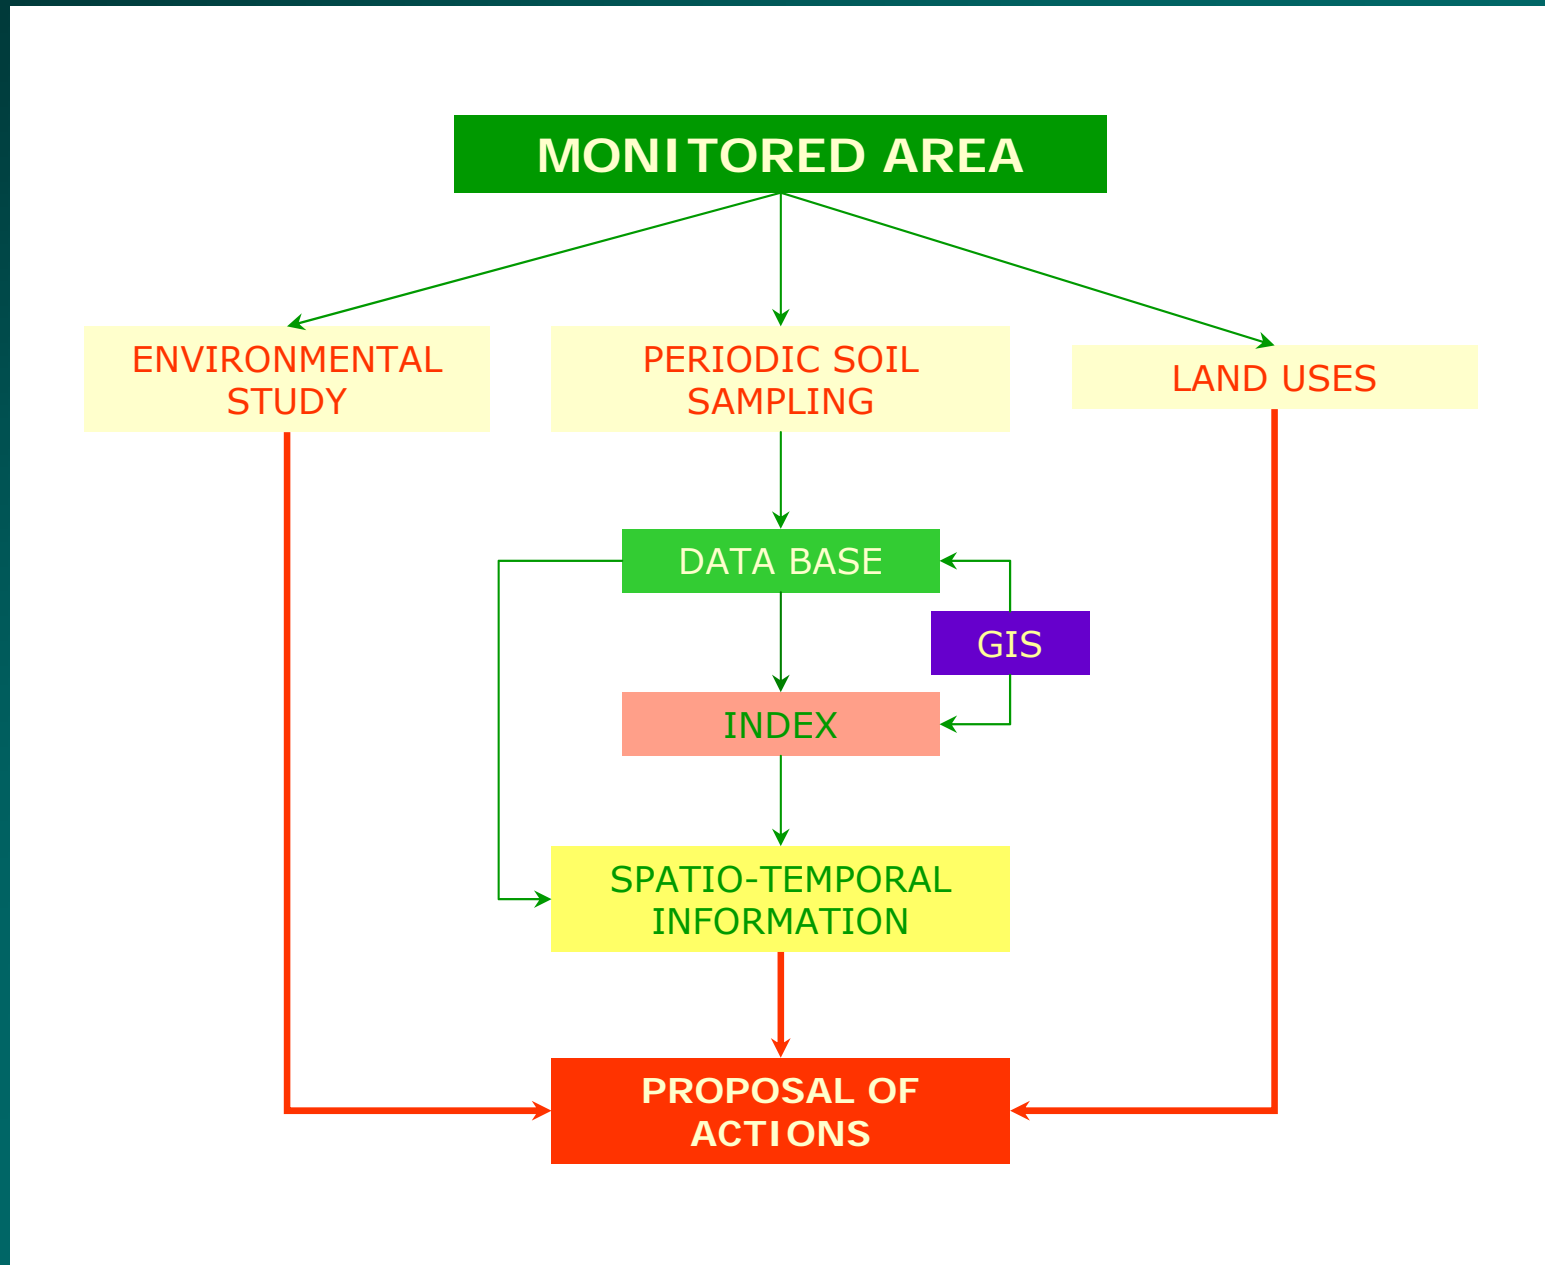 MONITORED AREA
ENVIRONMENTAL
STUDY
PERIODIC SOIL
SAMPLING
LAND USES
DATA BASE
GIS
INDEX
SPATIO-TEMPORAL
INFORMATION
PROPOSAL OF
ACTIONS